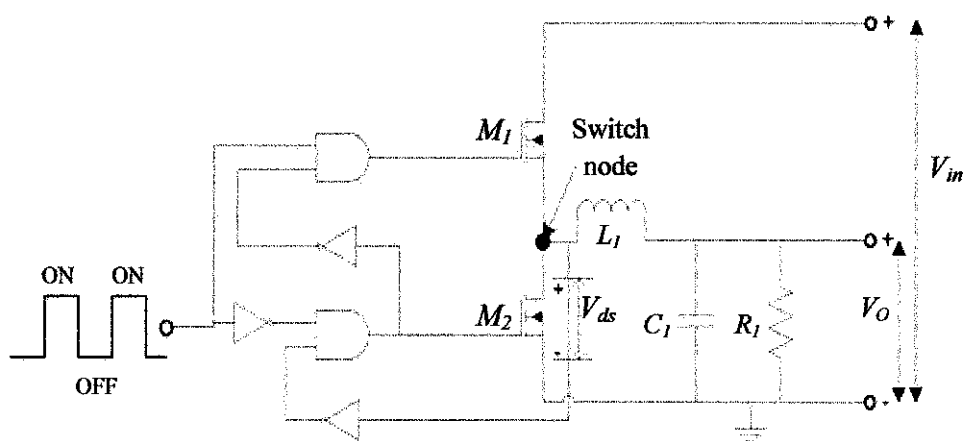 +
M1
Switch
node
Vin
L1
+
ON ON
M2
+
Vds
-
C1
R1
VO
OFF
-